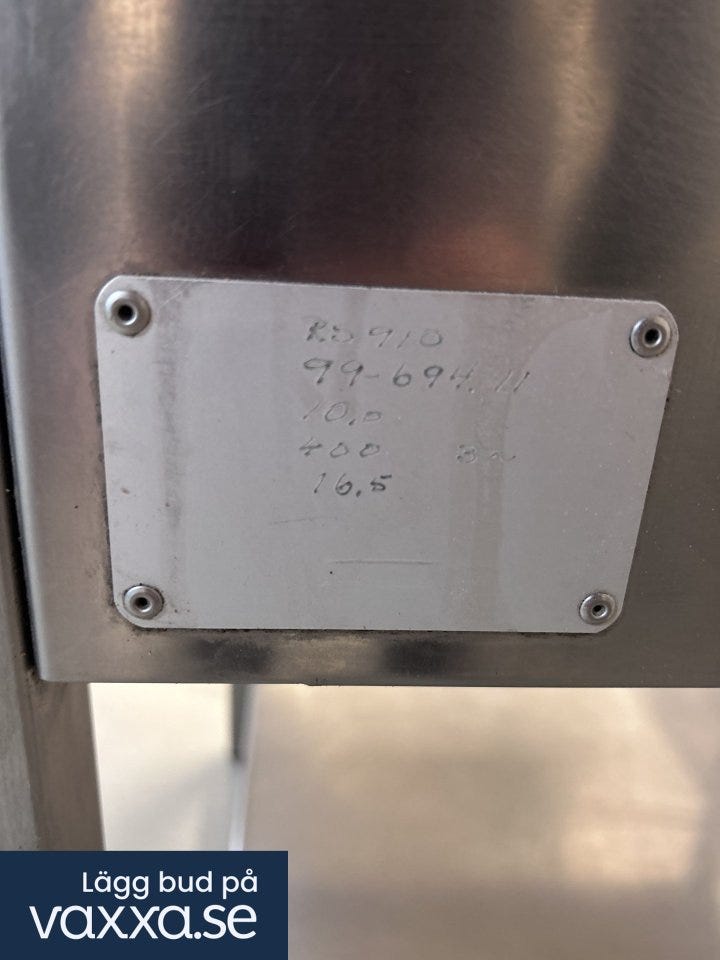 RD 910
99-694.11
10.0
400 3~
16.5
Lägg bud på
vaxxa.se